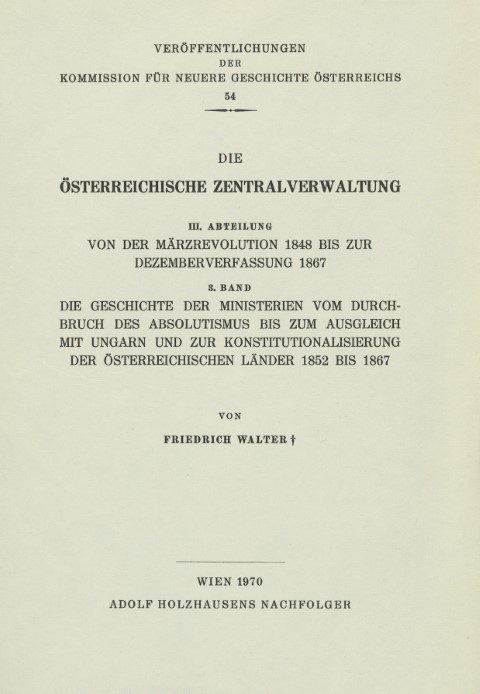 VERÖFFENTLICHUNGEN
DER
KOMMISSION FÜR NEUERE GESCHICHTE ÖSTERREICHS
54
DIE
ÖSTERREICHISCHE ZENTRALVERWALTUNG
III. ABTEILUNG
VON DER MÄRZREVOLUTION 1848 BIS ZUR
DEZEMBERVERFASSUNG 1867
3. BAND
DIE GESCHICHTE DER MINISTERIEN VOM DURCH-
BRUCH DES ABSOLUTISMUS BIS ZUM AUSGLEICH
MIT UNGARN UND ZUR KONSTITUTIONALISIERUNG
DER ÖSTERREICHISCHEN LÄNDER 1852 BIS 1867
VON
FRIEDRICH WALTER †
WIEN 1970
ADOLF HOLZHAUSENS NACHFOLGER